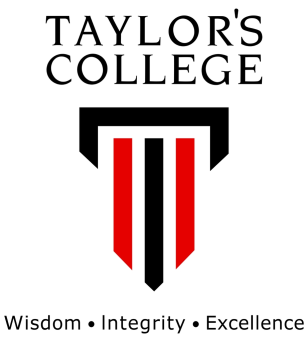 TAYLOR'S
COLLEGE
Wisdom • Integrity • Excellence